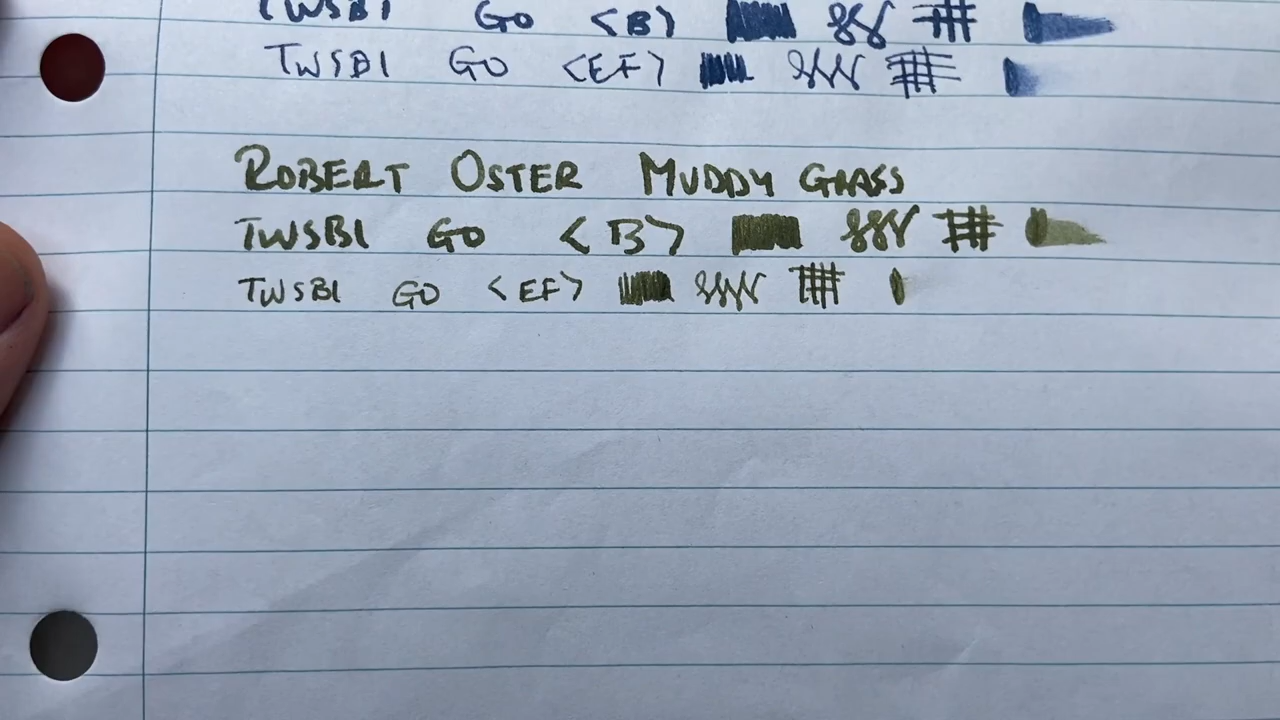 TWSBI GO <B>
TWSBI GO <EF>
ROBERT OSTER MUDDY GRASS
TWSBI GO <B>
TWSBI GO <EF>